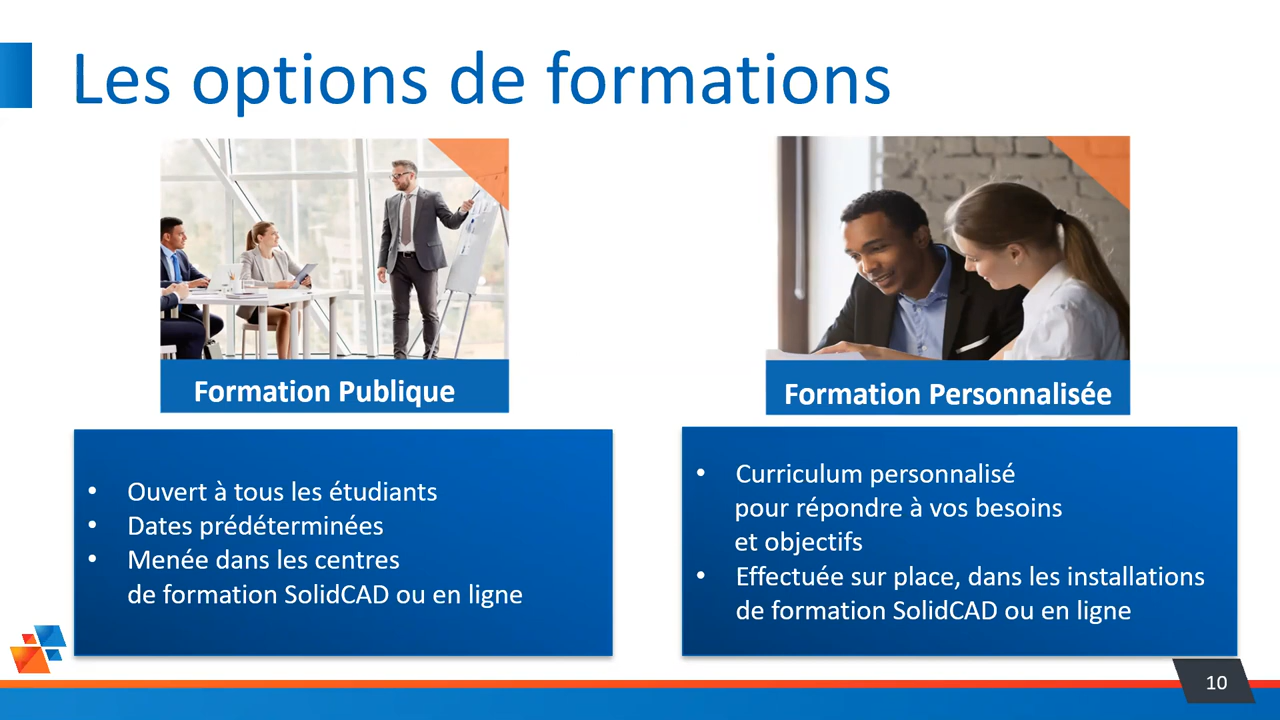 Les options de formations
Formation Publique
Ouvert à tous les étudiants
Dates prédéterminées
Menée dans les centres
de formation SolidCAD ou en ligne
Formation Personnalisée
Curriculum personnalisé
pour répondre à vos besoins
et objectifs
Effectuée sur place, dans les installations
de formation SolidCAD ou en ligne
10